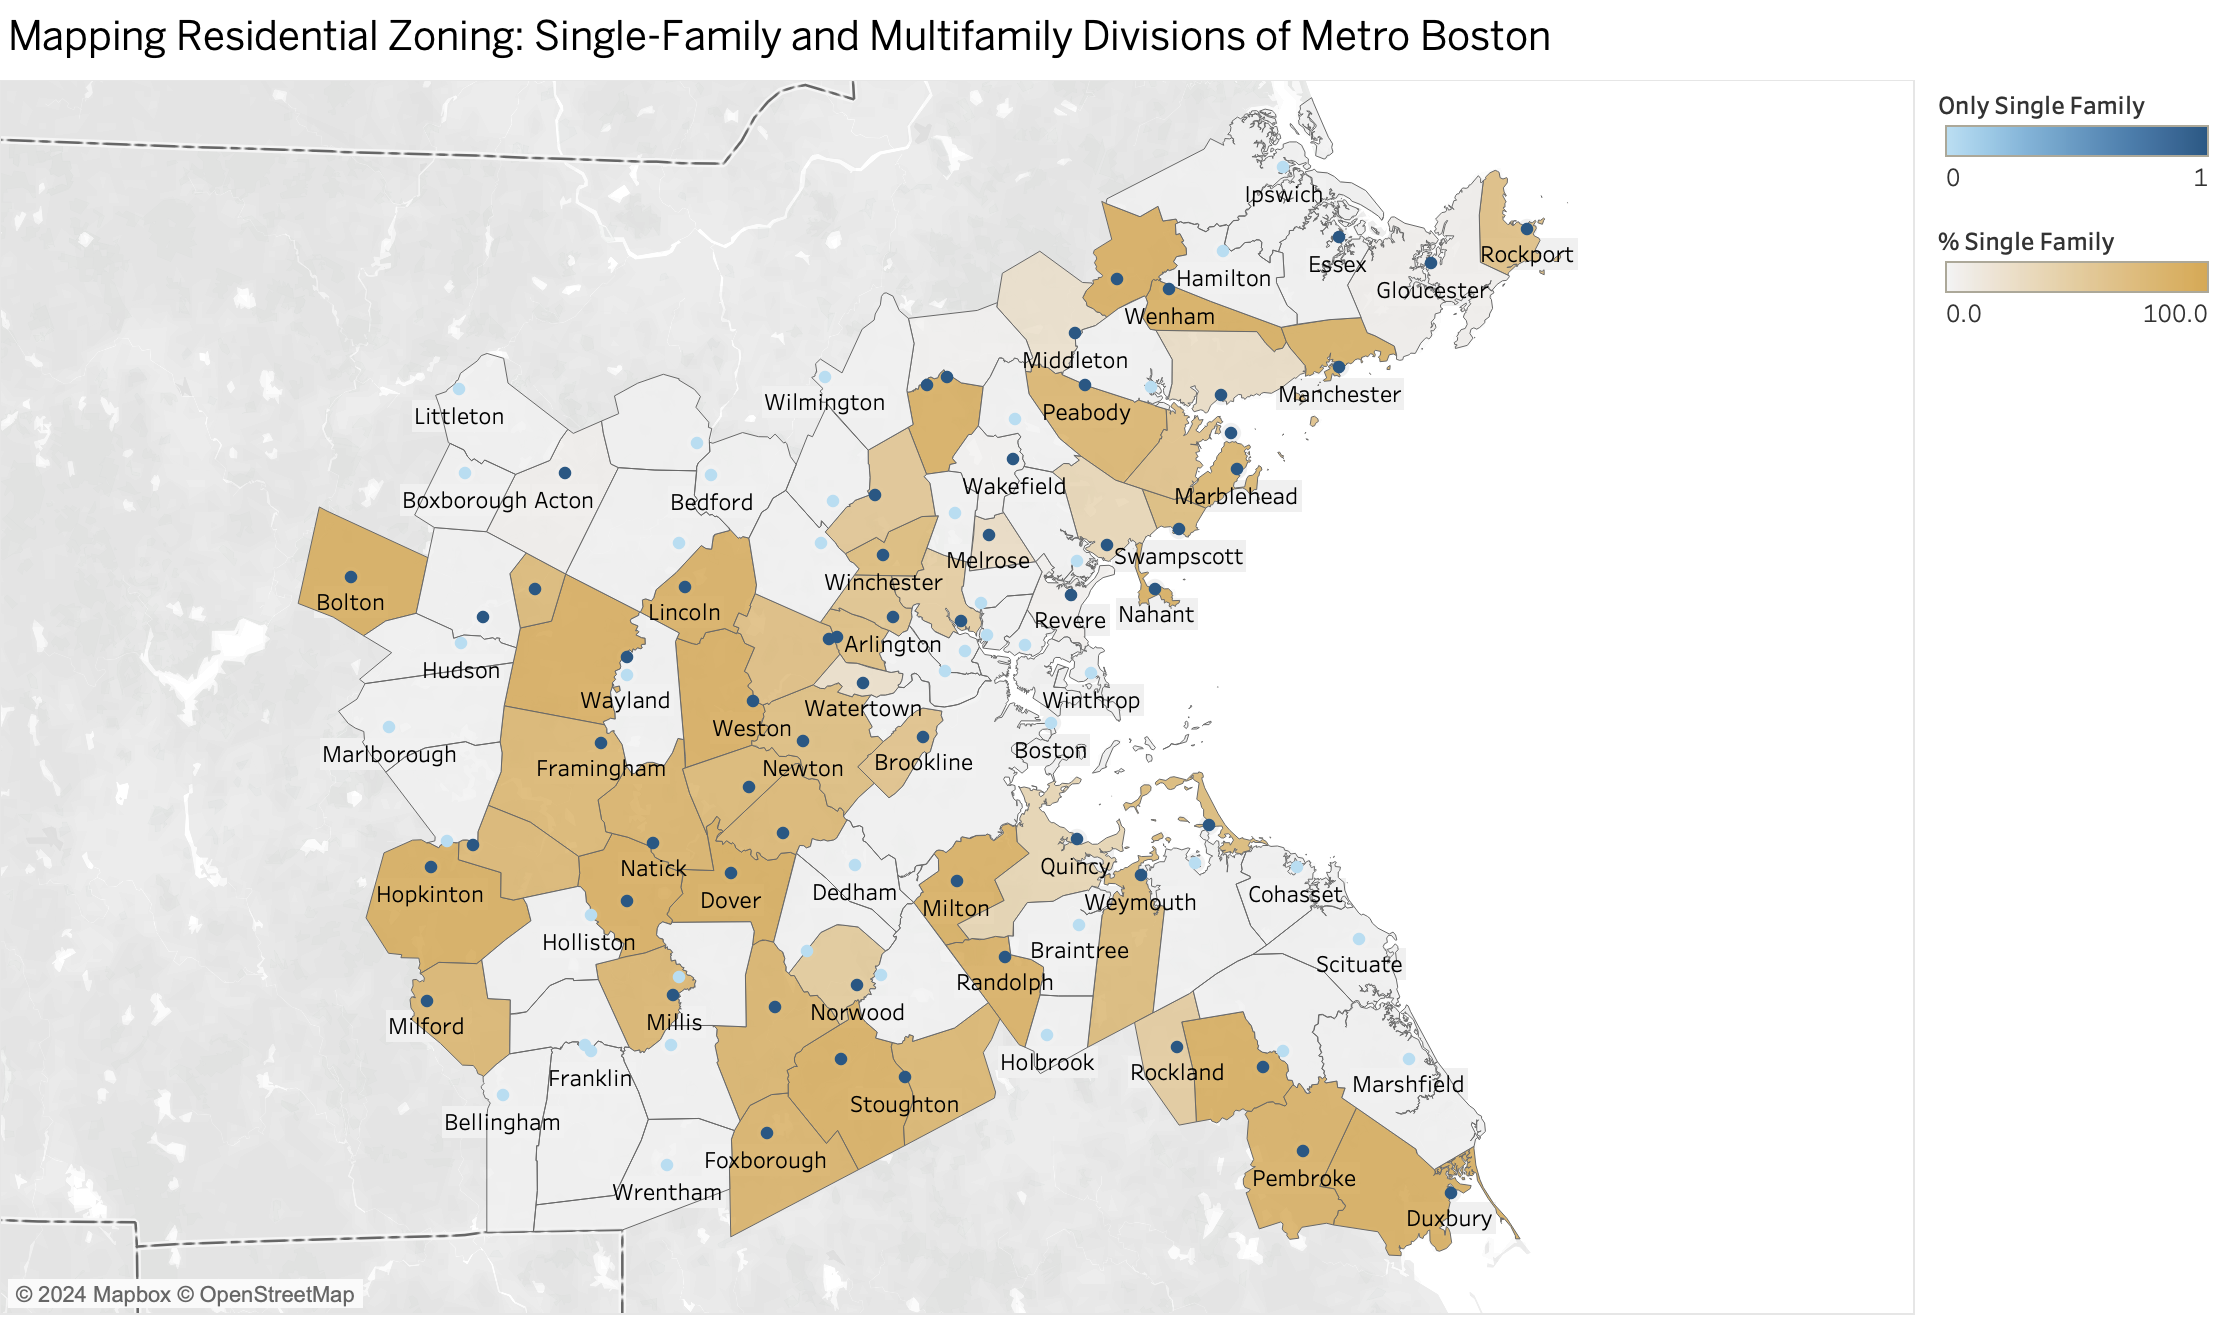 Mapping Residential Zoning: Single-Family and Multifamily Divisions of Metro Boston
Only Single Family
0 1
% Single Family
0.0 100.0
Ipswich
Rockport
Essex
Hamilton
Gloucester
Wenham
Middleton
Manchester
Wilmington
Peabody
Littleton
Wakefield
Marblehead
Boxborough
Acton
Bedford
Melrose
Swampscott
Winchester
Bolton
Lincoln
Nahant
Revere
Arlington
Hudson
Wayland
Winthrop
Watertown
Weston
Boston
Marlborough
Brookline
Framingham
Newton
Quincy
Natick
Dedham
Hopkinton
Cohasset
Dover
Weymouth
Milton
Holliston
Braintree
Scituate
Randolph
Norwood
Millis
Milford
Holbrook
Rockland
Franklin
Marshfield
Stoughton
Bellingham
Foxborough
Pembroke
Wrentham
Duxbury
© 2024 Mapbox © OpenStreetMap